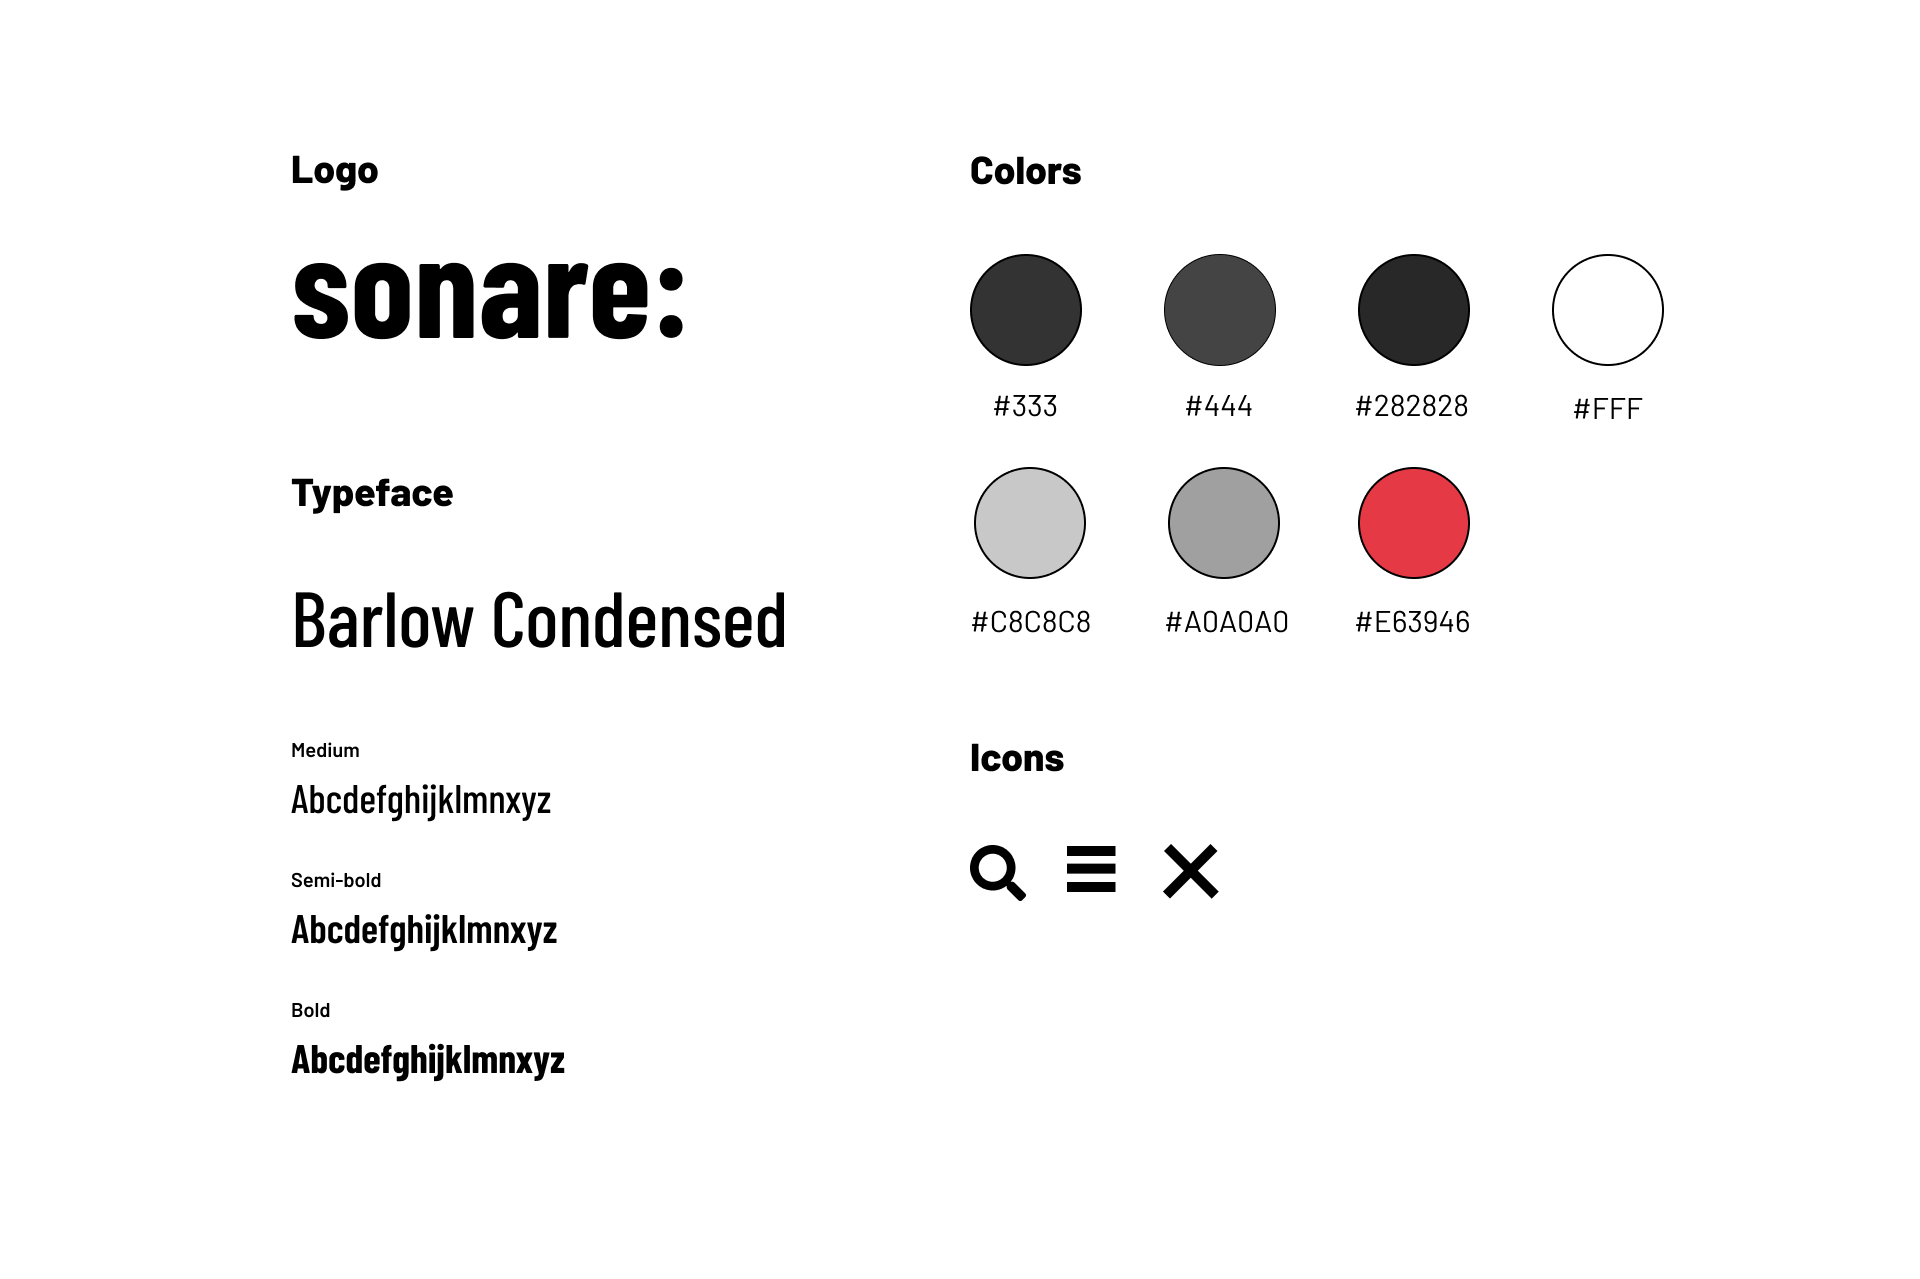 Logo
sonare:
Typeface
Barlow Condensed
Medium
Abcdefghijklmnxyz
Semi-bold
Abcdefghijklmnxyz
Bold
Abcdefghijklmnxyz
Colors
#333 #444 #282828 #FFF
#C8C8C8 #A0A0A0 #E63946
Icons